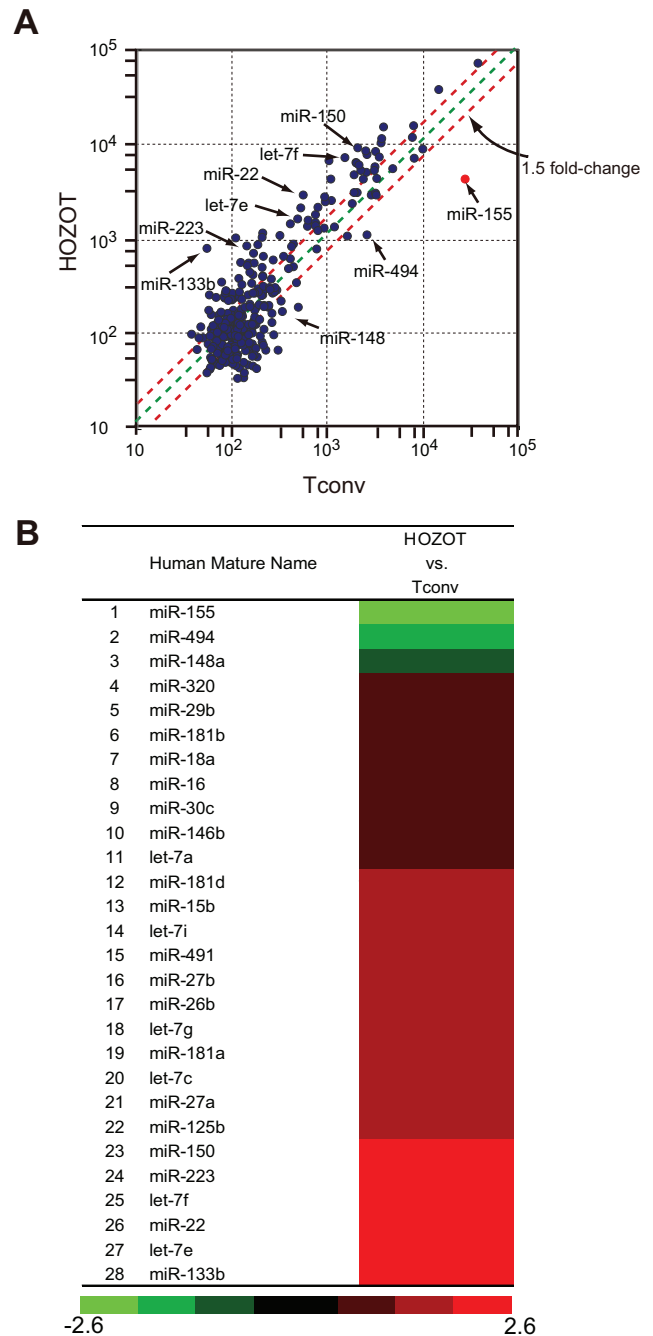 A
10^5
10^4
10^3
10^2
10
HOZOT
miR-150
let-7f
miR-22
let-7e
miR-223
miR-133b
1.5 fold-change
miR-155
miR-494
miR-148
10
10^2
10^3
10^4
10^5
Tconv
B
Human Mature Name
HOZOT
vs.
Tconv
1 miR-155
2 miR-494
3 miR-148a
4 miR-320
5 miR-29b
6 miR-181b
7 miR-18a
8 miR-16
9 miR-30c
10 miR-146b
11 let-7a
12 miR-181d
13 miR-15b
14 let-7i
15 miR-491
16 miR-27b
17 miR-26b
18 let-7g
19 miR-181a
20 let-7c
21 miR-27a
22 miR-125b
23 miR-150
24 miR-223
25 let-7f
26 miR-22
27 let-7e
28 miR-133b
-2.6 2.6